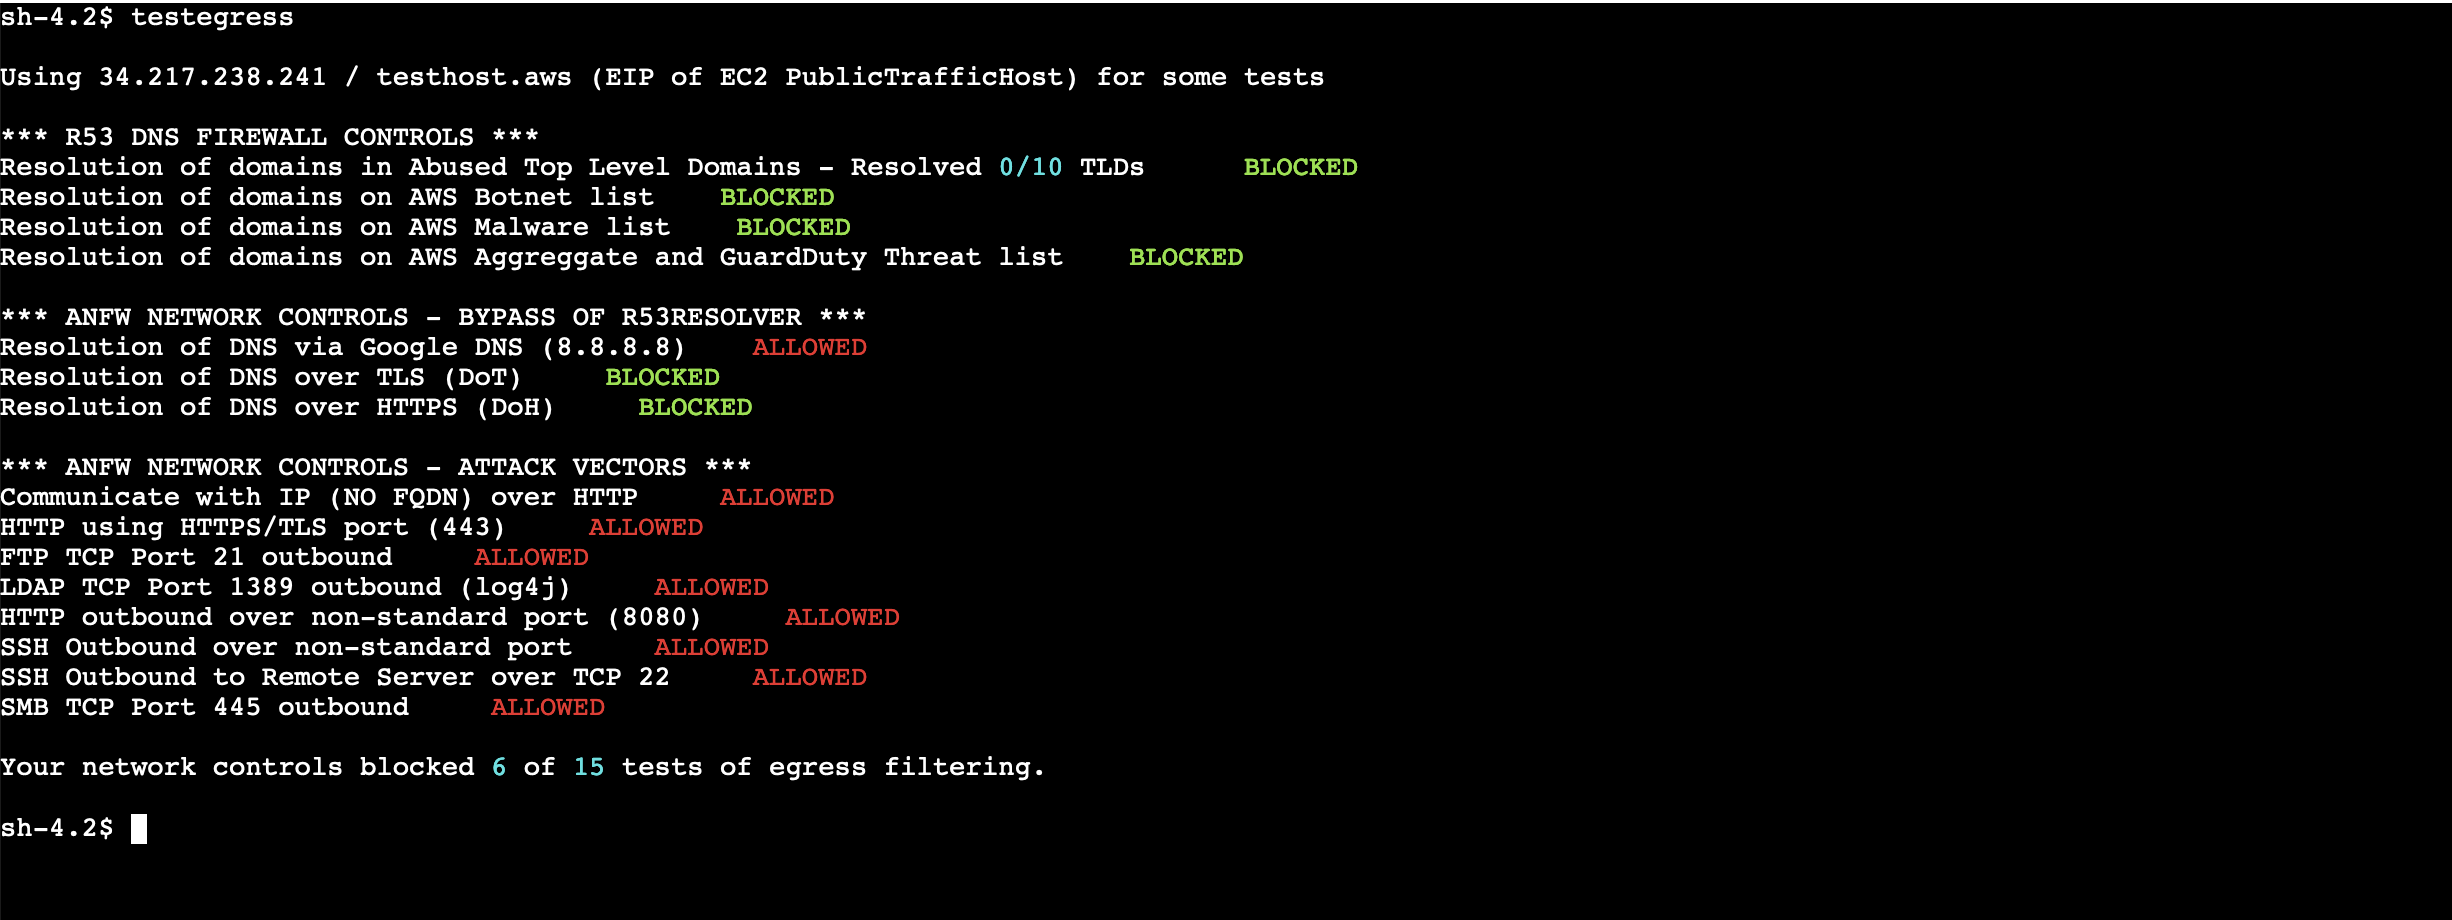 sh-4.2$ testegress
Using 34.217.238.241 / testhost.aws (EIP of EC2 PublicTrafficHost) for some tests
*** R53 DNS FIREWALL CONTROLS ***
Resolution of domains in Abused Top Level Domains - Resolved 0/10 TLDs BLOCKED
Resolution of domains on AWS Botnet list BLOCKED
Resolution of domains on AWS Malware list BLOCKED
Resolution of domains on AWS Aggreggate and GuardDuty Threat list BLOCKED
*** ANFW NETWORK CONTROLS - BYPASS OF R53RESOLVER ***
Resolution of DNS via Google DNS (8.8.8.8) ALLOWED
Resolution of DNS over TLS (DoT) BLOCKED
Resolution of DNS over HTTPS (DoH) BLOCKED
*** ANFW NETWORK CONTROLS - ATTACK VECTORS ***
Communicate with IP (NO FQDN) over HTTP ALLOWED
HTTP using HTTPS/TLS port (443) ALLOWED
FTP TCP Port 21 outbound ALLOWED
LDAP TCP Port 1389 outbound (log4j) ALLOWED
HTTP outbound over non-standard port (8080) ALLOWED
SSH Outbound over non-standard port ALLOWED
SSH Outbound to Remote Server over TCP 22 ALLOWED
SMB TCP Port 445 outbound ALLOWED
Your network controls blocked 6 of 15 tests of egress filtering.
sh-4.2$